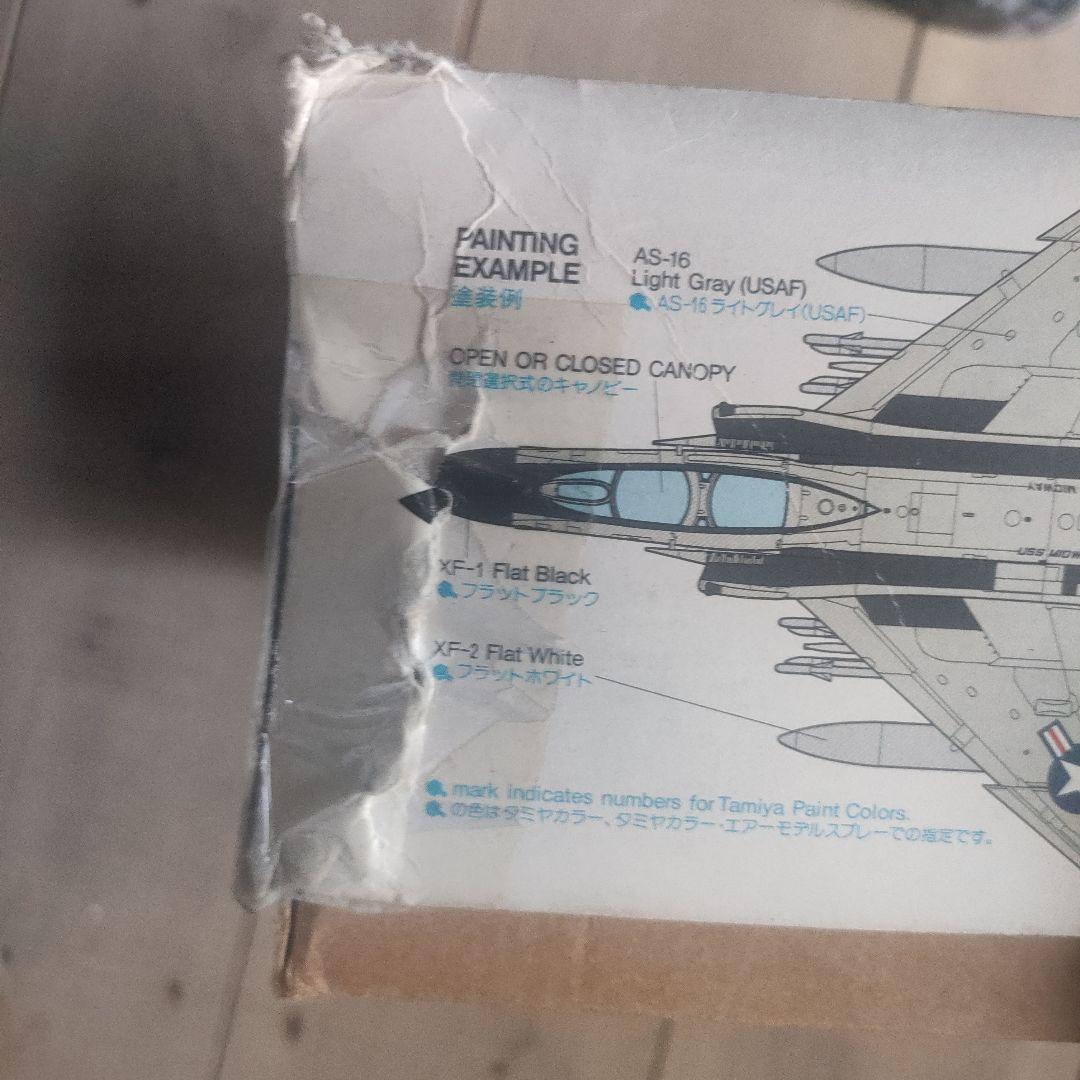 PAINTING
EXAMPLE
塗装例
AS-16
Light Gray (USAF)
AS-16 ライトグレイ(USAF)
OPEN OR CLOSED CANOPY
選択式のキャノピー
MIDWAY
USS MIDW
XF-1 Flat Black
フラットブラック
XF-2 Flat White
フラットホワイト
mark indicates numbers for Tamiya Paint Colors.
の色はタミヤカラー、タミヤカラー・エアーモデルスプレーでの指定です。